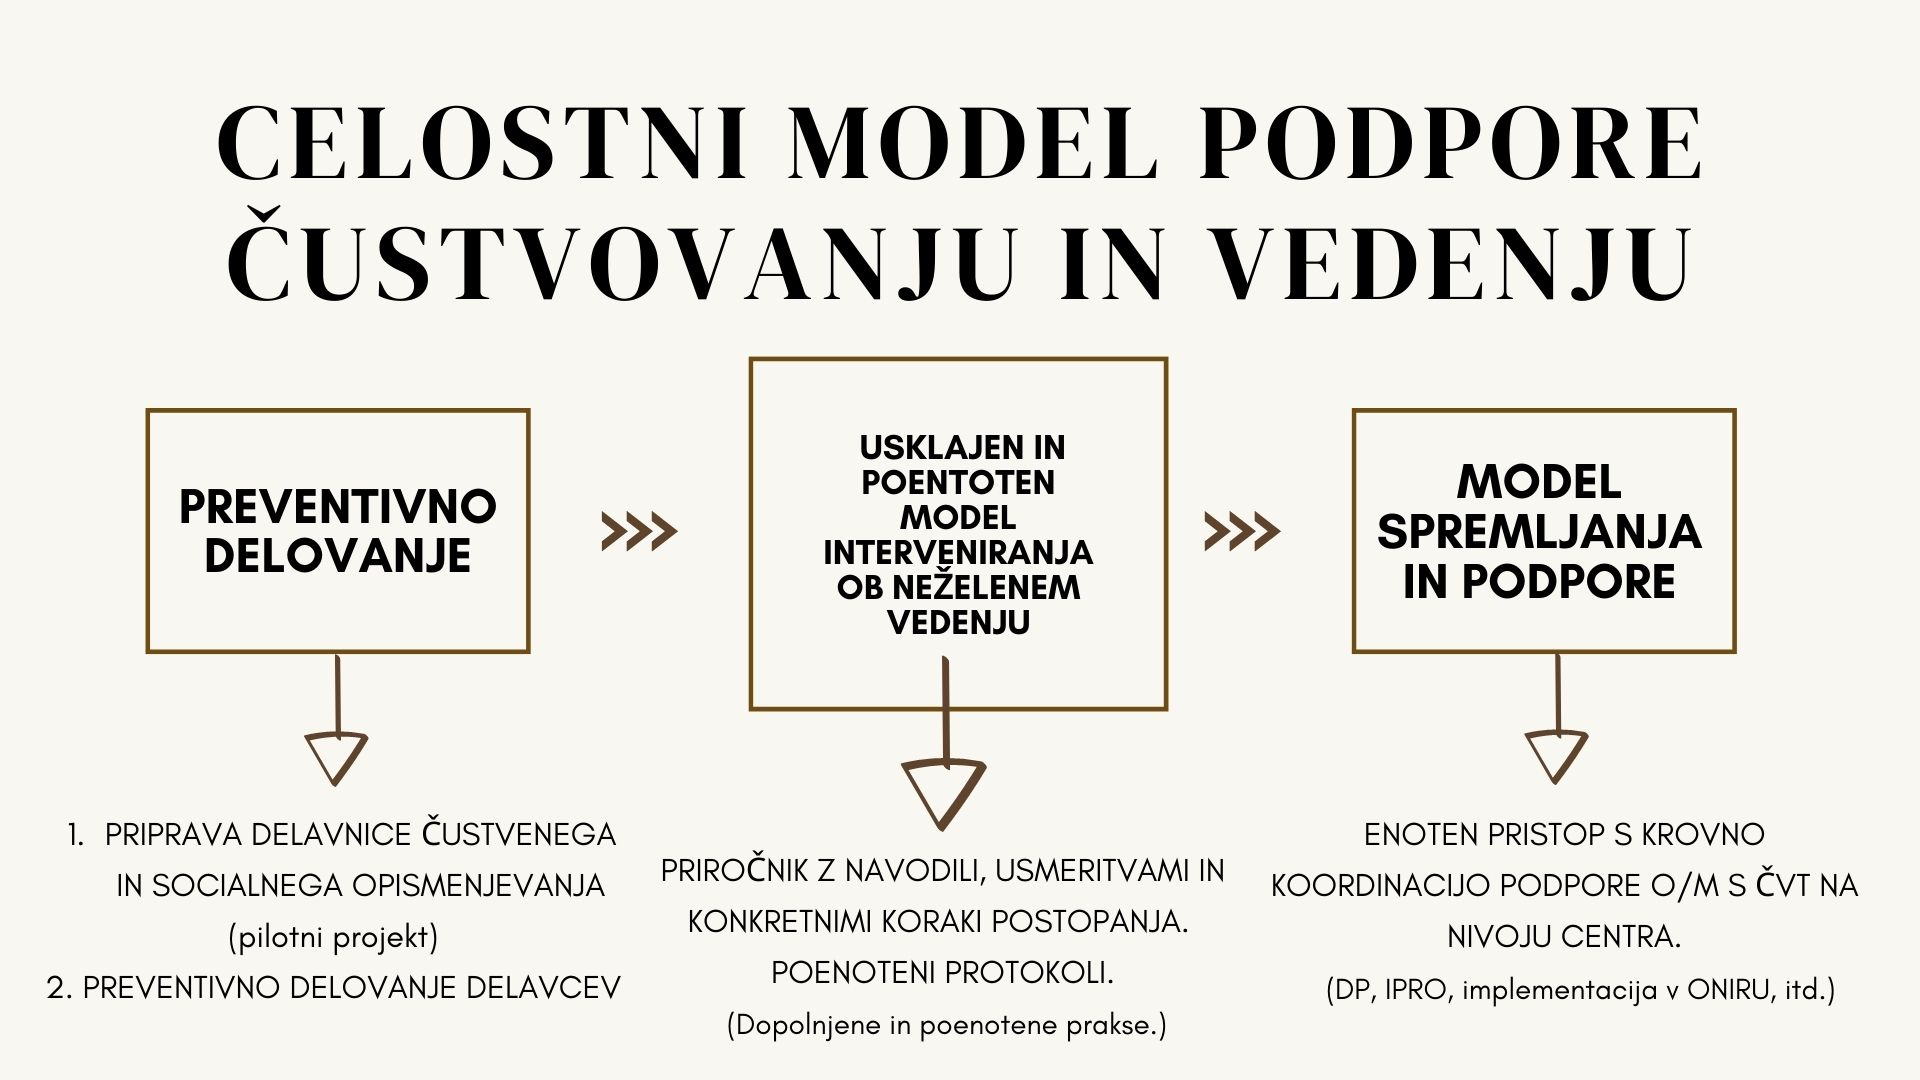 CELOSTNI MODEL PODPORE
ČUSTVOVANJU IN VEDENJU
PREVENTIVNO
DELOVANJE
USKLAJEN IN
POENTOTEN
MODEL
INTERVENIRANJA
OB NEŽELENEM
VEDENJU
MODEL
SPREMLJANJA
IN PODPORE
1. PRIPRAVA DELAVNICE ČUSTVENEGA
IN SOCIALNEGA OPISMENJEVANJA
(pilotni projekt)
2. PREVENTIVNO DELOVANJE DELAVCEV
PRIROČNIK Z NAVODILI, USMERITVAMI IN
KONKRETNIMI KORAKI POSTOPANJA.
POENOTENI PROTOKOLI.
(Dopolnjene in poenotene prakse.)
ENOTEN PRISTOP S KROVNO
KOORDINACIJO PODPORE O/M S ČVT NA
NIVOJU CENTRA.
(DP, IPRO, implementacija v ONIRU, itd.)